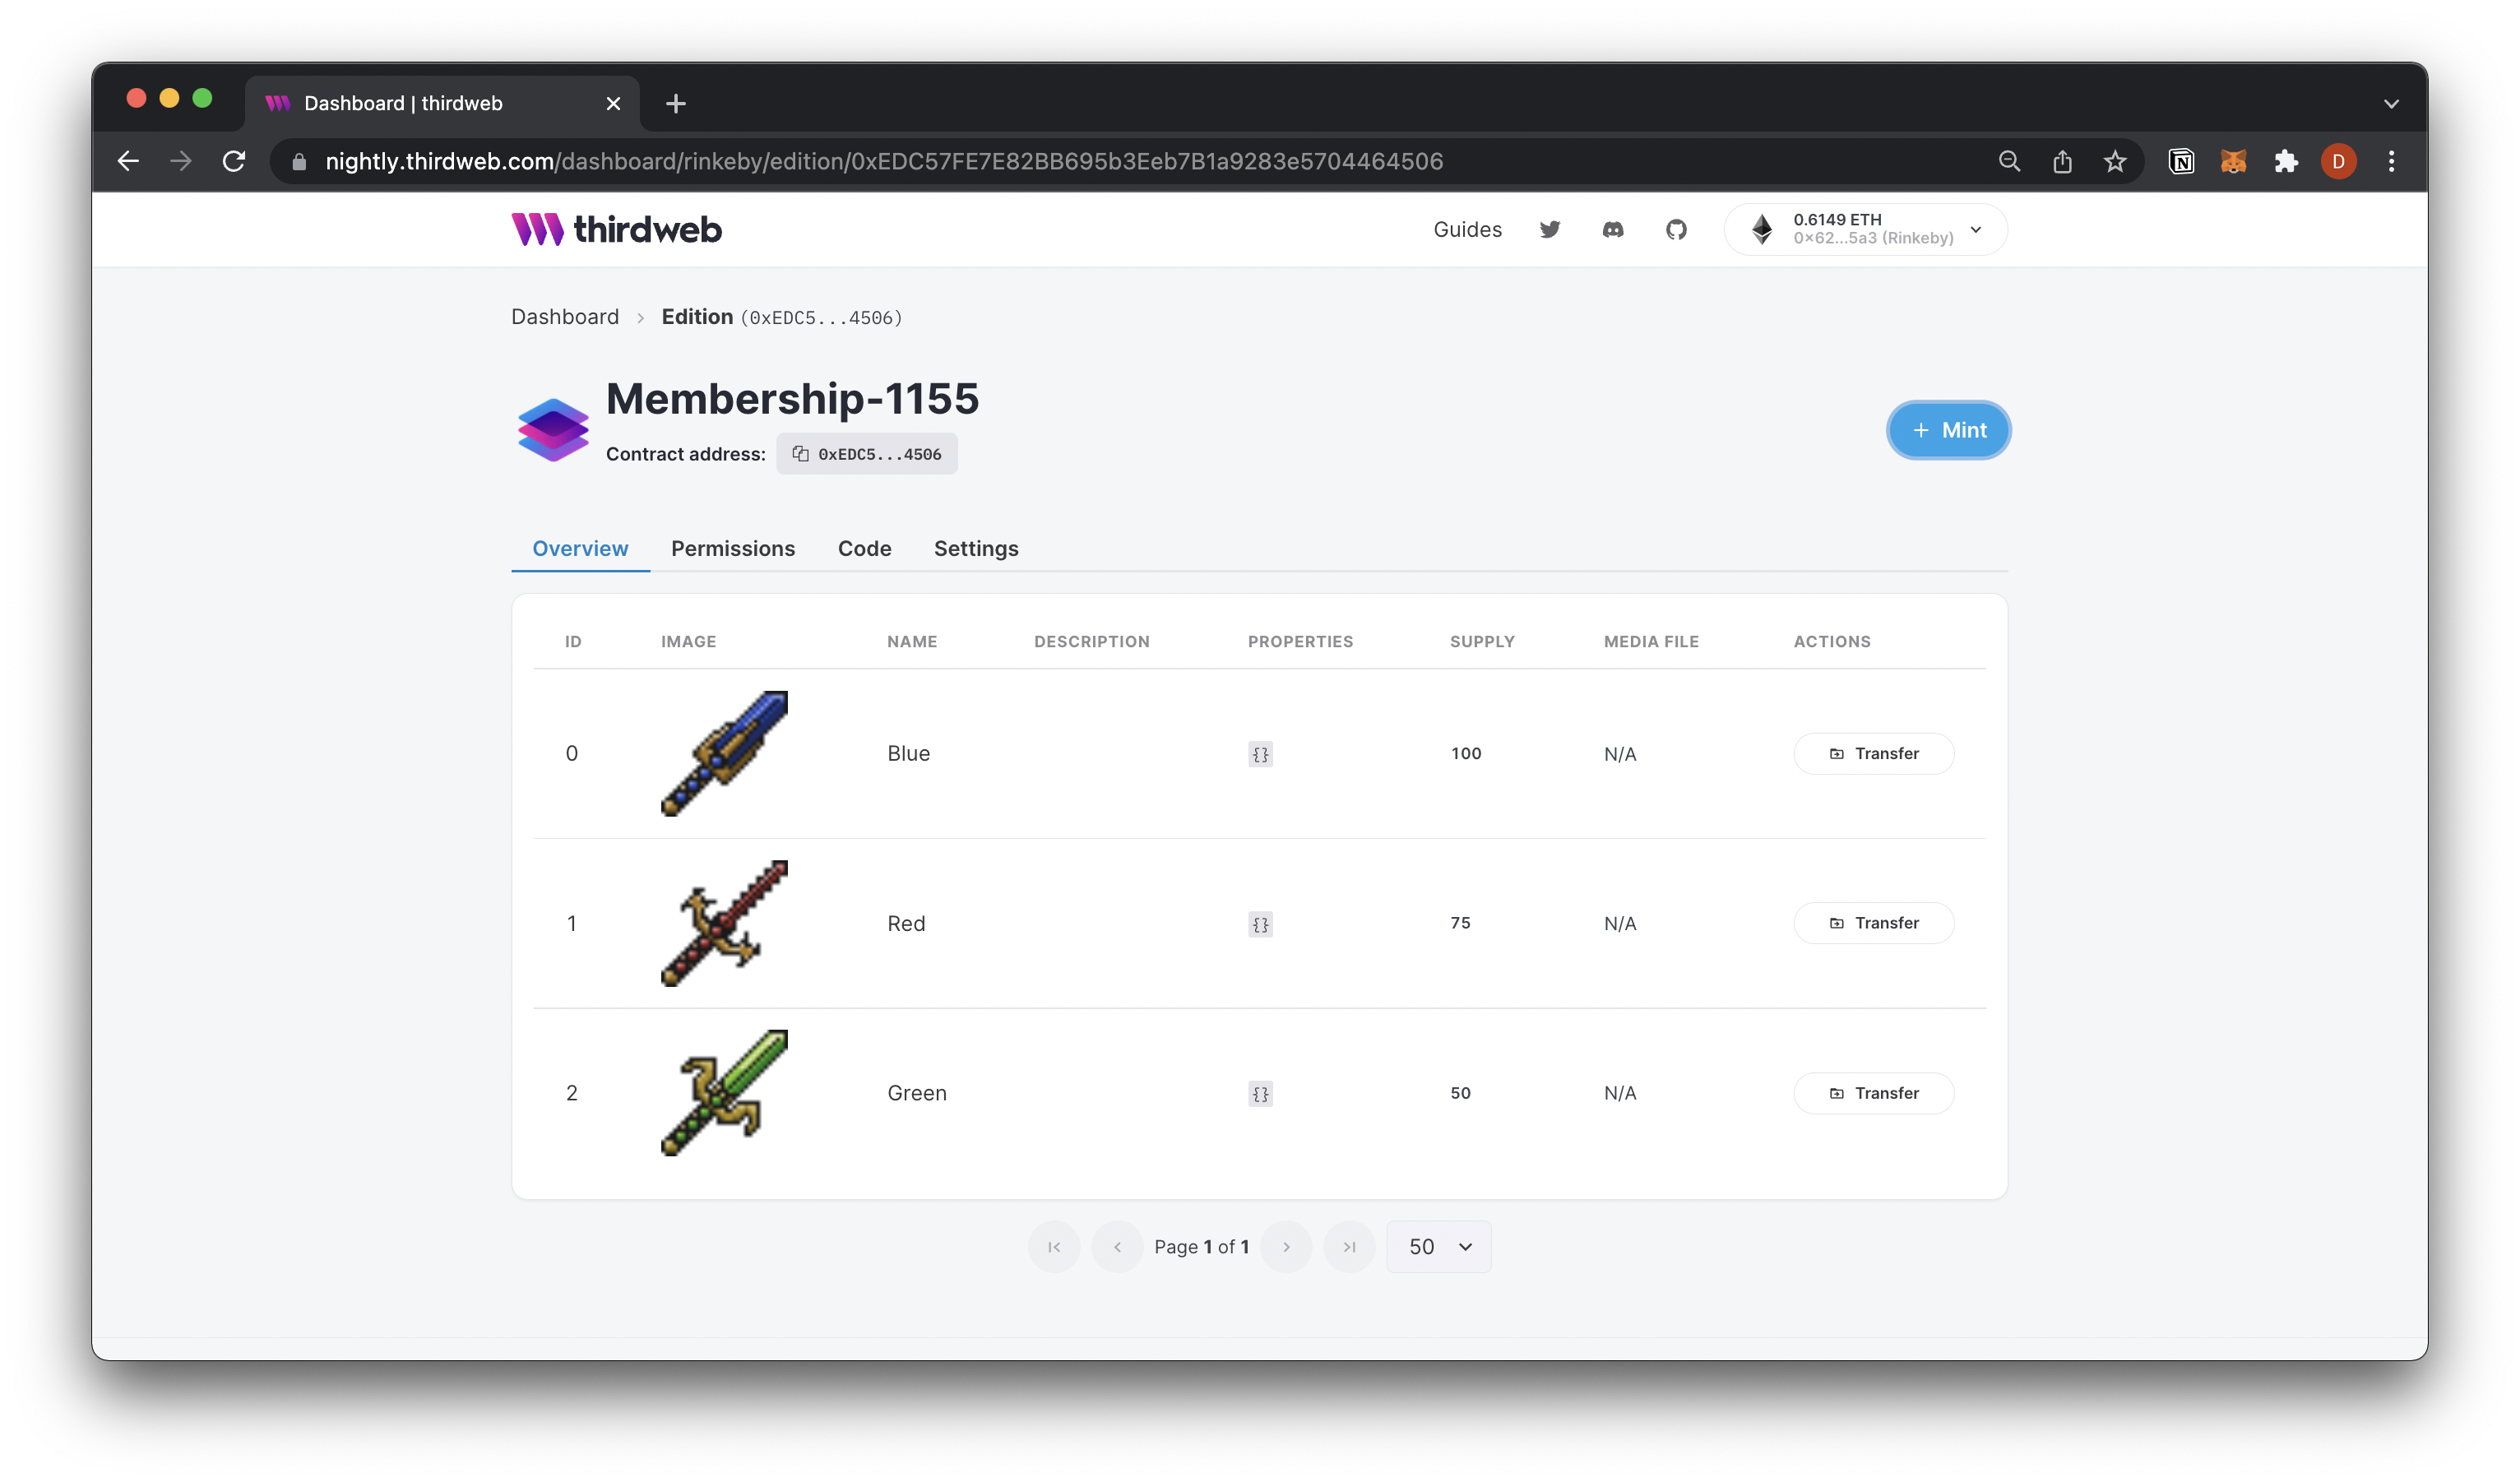 Dashboard | thirdweb
nightly.thirdweb.com/dashboard/rinkeby/edition/0xEDC57FE7E82BB695b3Eeb7B1a9283e5704464506
D
thirdweb
Guides
0.6149 ETH
0x62...5a3 (Rinkeby)
Dashboard > Edition (0xEDC5...4506)
Membership-1155
Contract address: 0xEDC5...4506
+ Mint
Overview Permissions Code Settings
ID IMAGE NAME DESCRIPTION PROPERTIES SUPPLY MEDIA FILE ACTIONS
0 Blue {} 100 N/A Transfer
1 Red {} 75 N/A Transfer
2 Green {} 50 N/A Transfer
Page 1 of 1 50